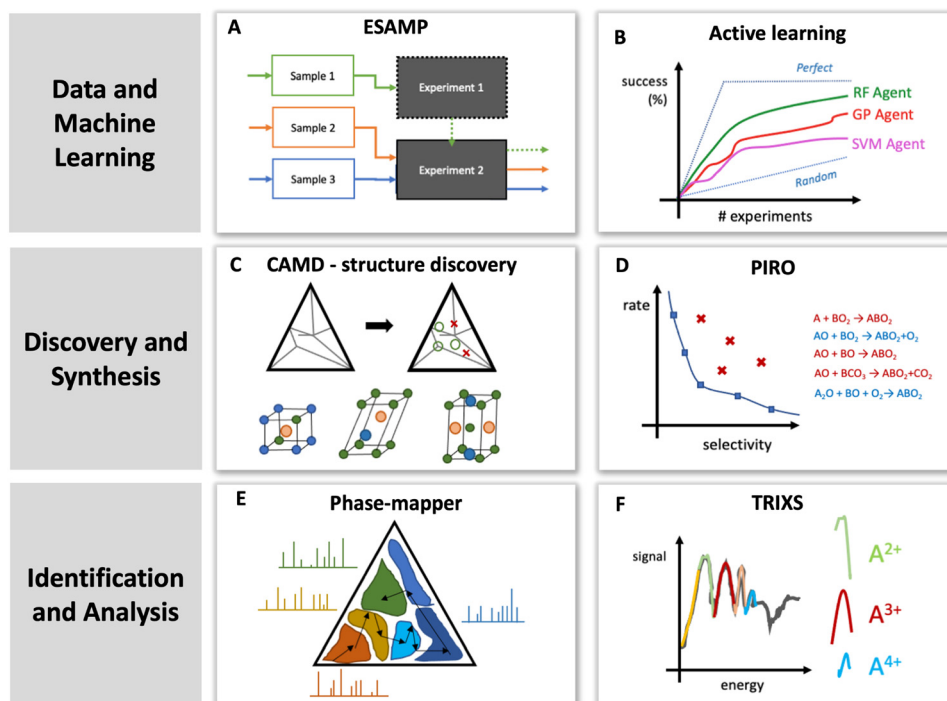 Data and
Machine
Learning
A
ESAMP
Sample 1
Sample 2
Sample 3
Experiment 1
Experiment 2
B
Active learning
success
(%)
Perfect
RF Agent
GP Agent
SVM Agent
Random
# experiments
Discovery and
Synthesis
C
CAMD - structure discovery
D
PIRO
rate
A + BO₂ → ABO₂
AO + BO₂ → ABO₂+O₂
AO + BO → ABO₂
AO + BCO₃ → ABO₂+CO₂
A₂O + BO + O₂→ ABO₂
selectivity
Identification
and Analysis
E
Phase-mapper
F
TRIXS
signal
energy
A²⁺
A³⁺
A⁴⁺